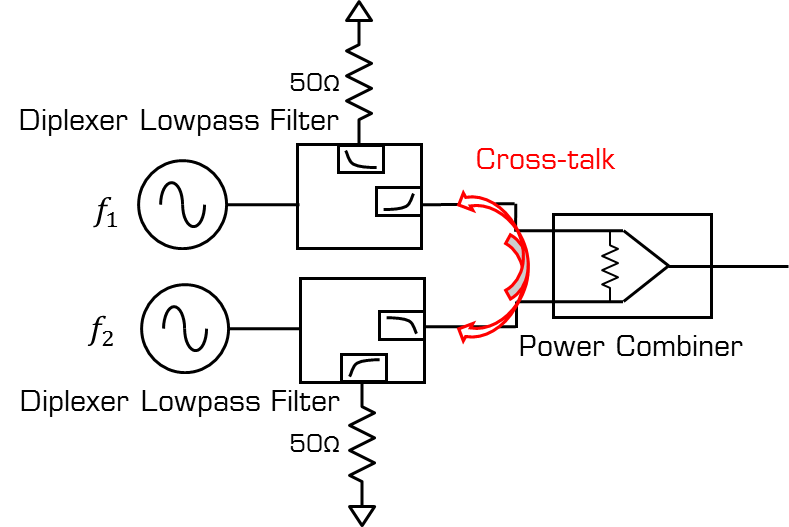 50Ω
Diplexer Lowpass Filter
Cross-talk
f1
f2
Power Combiner
Diplexer Lowpass Filter
50Ω